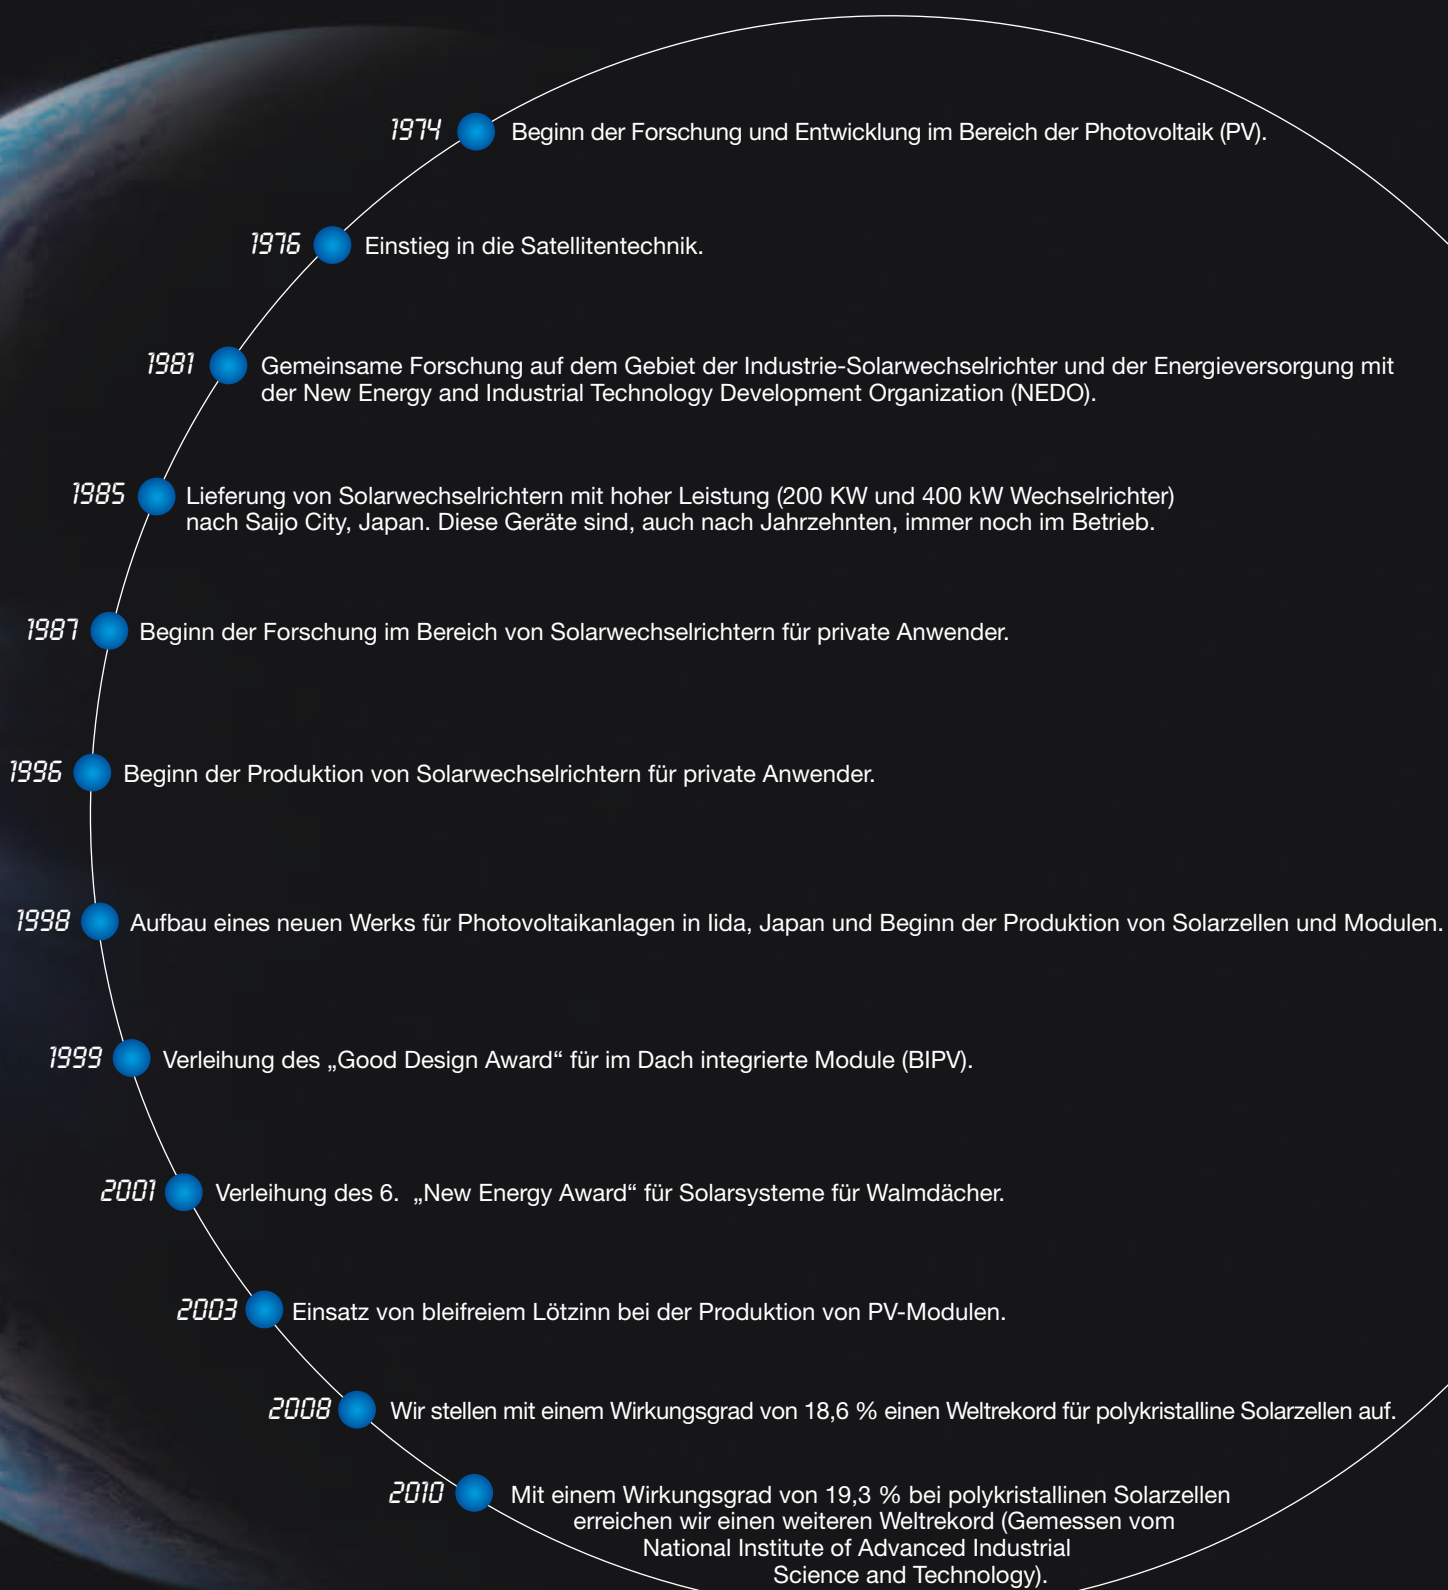 1974 Beginn der Forschung und Entwicklung im Bereich der Photovoltaik (PV).
1976 Einstieg in die Satellitentechnik.
1981 Gemeinsame Forschung auf dem Gebiet der Industrie-Solarwechselrichter und der Energieversorgung mit
der New Energy and Industrial Technology Development Organization (NEDO).
1985 Lieferung von Solarwechselrichtern mit hoher Leistung (200 KW und 400 kW Wechselrichter)
nach Saijo City, Japan. Diese Geräte sind, auch nach Jahrzehnten, immer noch im Betrieb.
1987 Beginn der Forschung im Bereich von Solarwechselrichtern für private Anwender.
1996 Beginn der Produktion von Solarwechselrichtern für private Anwender.
1998 Aufbau eines neuen Werks für Photovoltaikanlagen in Iida, Japan und Beginn der Produktion von Solarzellen und Modulen.
1999 Verleihung des „Good Design Award“ für im Dach integrierte Module (BIPV).
2001 Verleihung des 6. „New Energy Award“ für Solarsysteme für Walmdächer.
2003 Einsatz von bleifreiem Lötzinn bei der Produktion von PV-Modulen.
2008 Wir stellen mit einem Wirkungsgrad von 18,6 % einen Weltrekord für polykristalline Solarzellen auf.
2010 Mit einem Wirkungsgrad von 19,3 % bei polykristallinen Solarzellen
erreichen wir einen weiteren Weltrekord (Gemessen vom
National Institute of Advanced Industrial
Science and Technology).